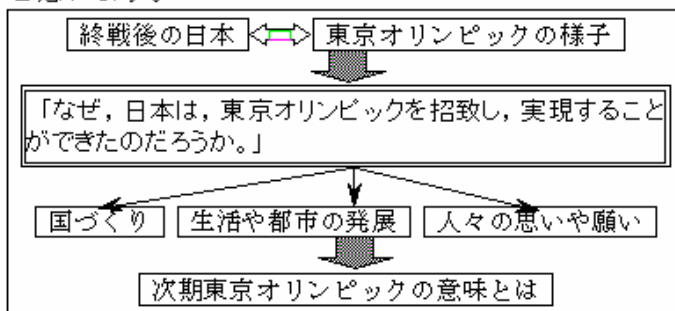 終戦後の日本 東京オリンピックの様子
「なぜ，日本は，東京オリンピックを招致し，実現すること
ができたのだろうか。」
国づくり 生活や都市の発展 人々の思いや願い
次期東京オリンピックの意味とは